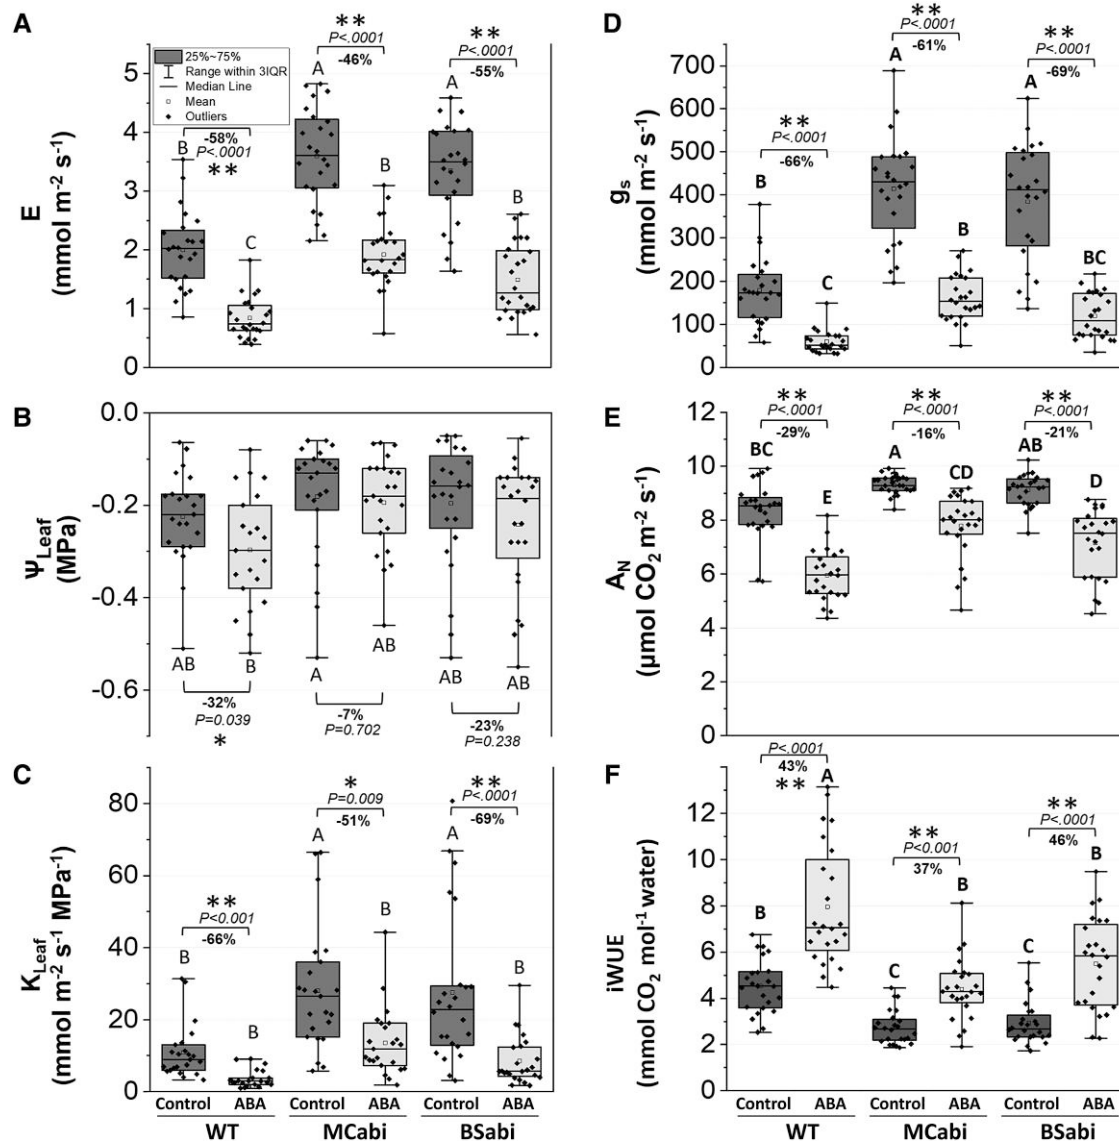 A
E
(mmol m⁻² s⁻¹)
6
5
4
3
2
1
0
25%~75%
Range within 3IQR
Median Line
Mean
Outliers
-58%
P<.0001
**
B
C
**
P<.0001
-46%
A
B
**
P<.0001
-55%
A
B
B
Ψ_Leaf
(MPa)
0.0
-0.2
-0.4
-0.6
AB
B
-32%
P=0.039
*
A
AB
-7%
P=0.702
AB
AB
-23%
P=0.238
C
K_Leaf
(mmol m⁻² s⁻¹ MPa⁻¹)
80
60
40
20
0
**
P<.001
-66%
B
B
*
P=0.009
-51%
A
B
**
P<.0001
-69%
A
B
Control ABA Control ABA Control ABA
WT MCabi BSabi
D
g_s
(mmol m⁻² s⁻¹)
700
600
500
400
300
200
100
0
**
P<.0001
-66%
B
C
**
P<.0001
-61%
A
B
**
P<.0001
-69%
A
BC
E
A_N
(μmol CO₂ m⁻² s⁻¹)
12
10
8
6
4
2
0
**
P<.0001
-29%
BC
E
**
P<.0001
-16%
A
CD
**
P<.0001
-21%
AB
D
F
iWUE
(mmol CO₂ mol⁻¹ water)
12
10
8
6
4
2
0
P<.0001
43%
**
B
A
**
P<0.001
37%
C
B
**
P<.0001
46%
C
B
Control ABA Control ABA Control ABA
WT MCabi BSabi